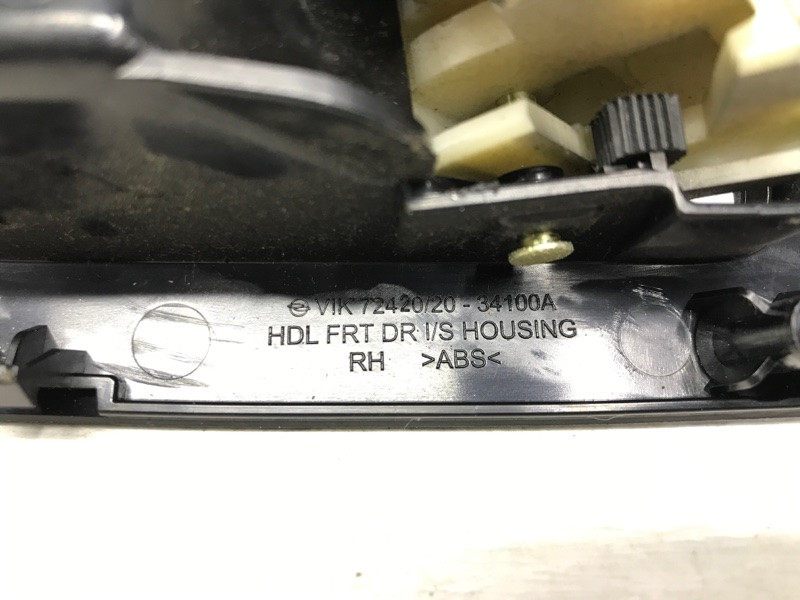 VIK 72420/20 - 34100A
HDL FRT DR I/S HOUSING
RH >ABS<